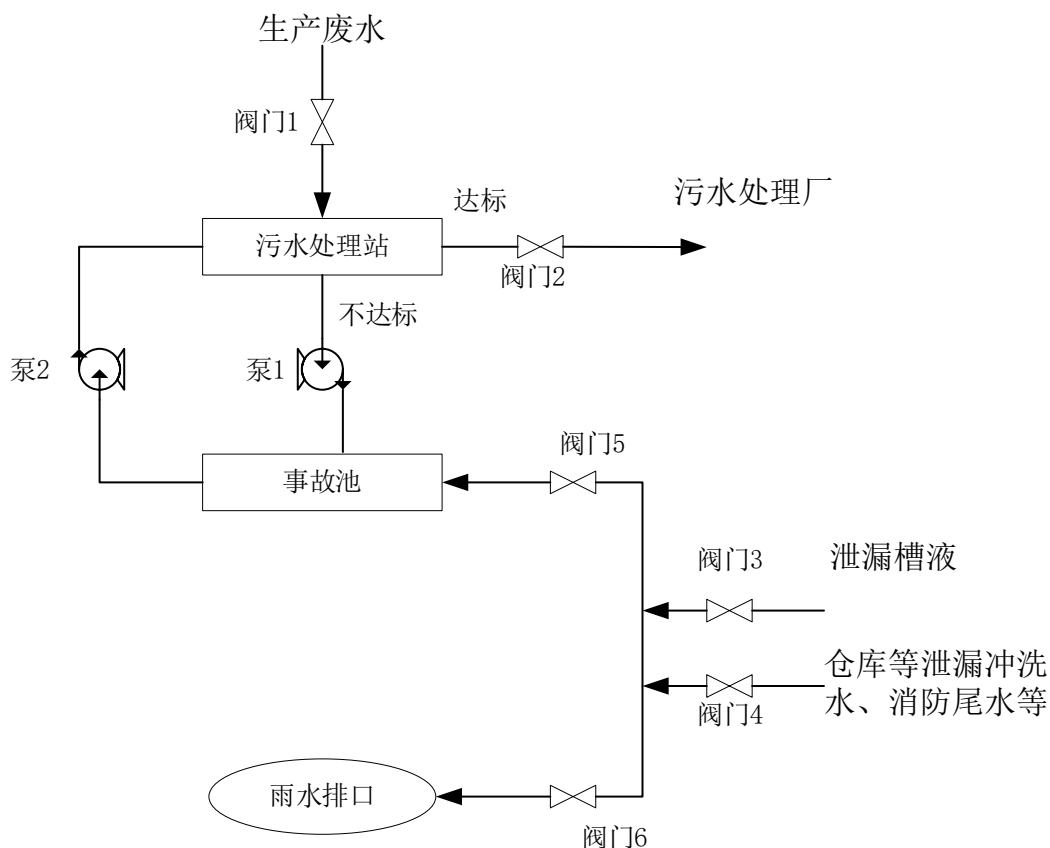 生产废水
阀门1
达标
污水处理厂
污水处理站
阀门2
不达标
泵2
泵1
阀门5
事故池
阀门3
泄漏槽液
仓库等泄漏冲洗
水、消防尾水等
阀门4
雨水排口
阀门6